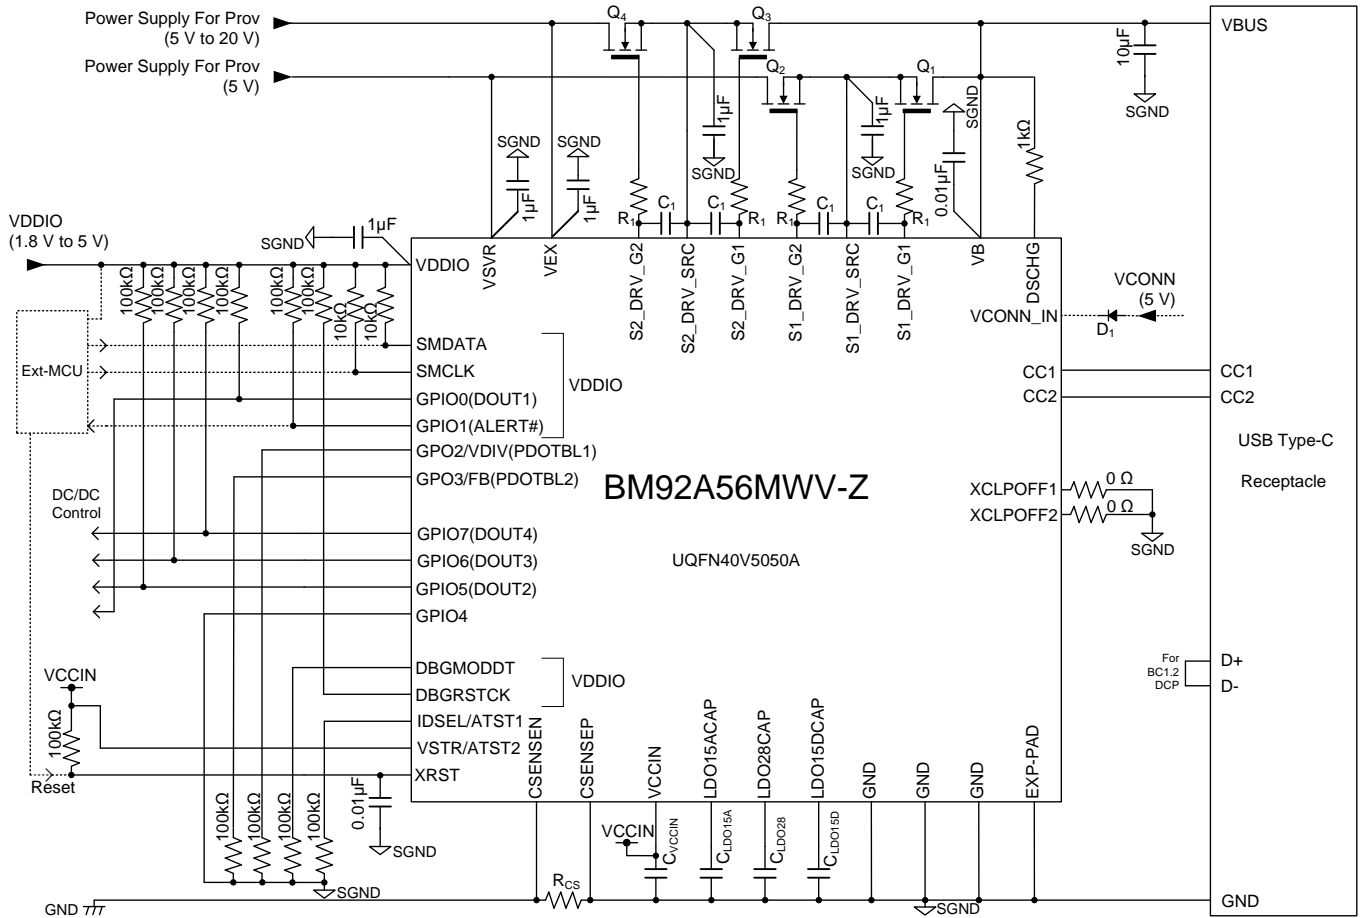 Power Supply For Prov
(5 V to 20 V)
Power Supply For Prov
(5 V)
Q4
Q3
Q2
Q1
VBUS
10µF
SGND
1µF
SGND
1µF
SGND
SGND
0.01µF
1kΩ
SGND
1µF
SGND
1µF
R1
C1
C1
R1
R1
C1
C1
R1
VDDIO
(1.8 V to 5 V)
SGND
1µF
VDDIO
VSVR
VEX
S2_DRV_G2
S2_DRV_SRC
S2_DRV_G1
S1_DRV_G2
S1_DRV_SRC
S1_DRV_G1
VB
DSCHG
100kΩ
100kΩ
100kΩ
100kΩ
100kΩ
100kΩ
10kΩ
10kΩ
VCONN
(5 V)
VCONN_IN
D1
Ext-MCU
SMDATA
SMCLK
GPIO0(DOUT1)
GPIO1(ALERT#)
VDDIO
GPO2/VDIV(PDOTBL1)
GPO3/FB(PDOTBL2)
CC1
CC2
CC1
CC2
USB Type-C
Receptacle
BM92A56MWV-Z
UQFN40V5050A
XCLPOFF1
0 Ω
XCLPOFF2
0 Ω
SGND
DC/DC
Control
GPIO7(DOUT4)
GPIO6(DOUT3)
GPIO5(DOUT2)
GPIO4
For
BC1.2
DCP
D+
D-
VCCIN
100kΩ
Reset
DBGMODDT
DBGRSTCK
VDDIO
IDSEL/ATST1
VSTR/ATST2
XRST
0.01µF
SGND
100kΩ
100kΩ
100kΩ
100kΩ
SGND
CSENSEN
CSENSEP
VCCIN
LDO15ACAP
LDO28CAP
LDO15DCAP
GND
GND
GND
EXP-PAD
VCCIN
CVCCIN
CLDO15A
CLDO28
CLDO15D
RCS
GND
SGND
GND